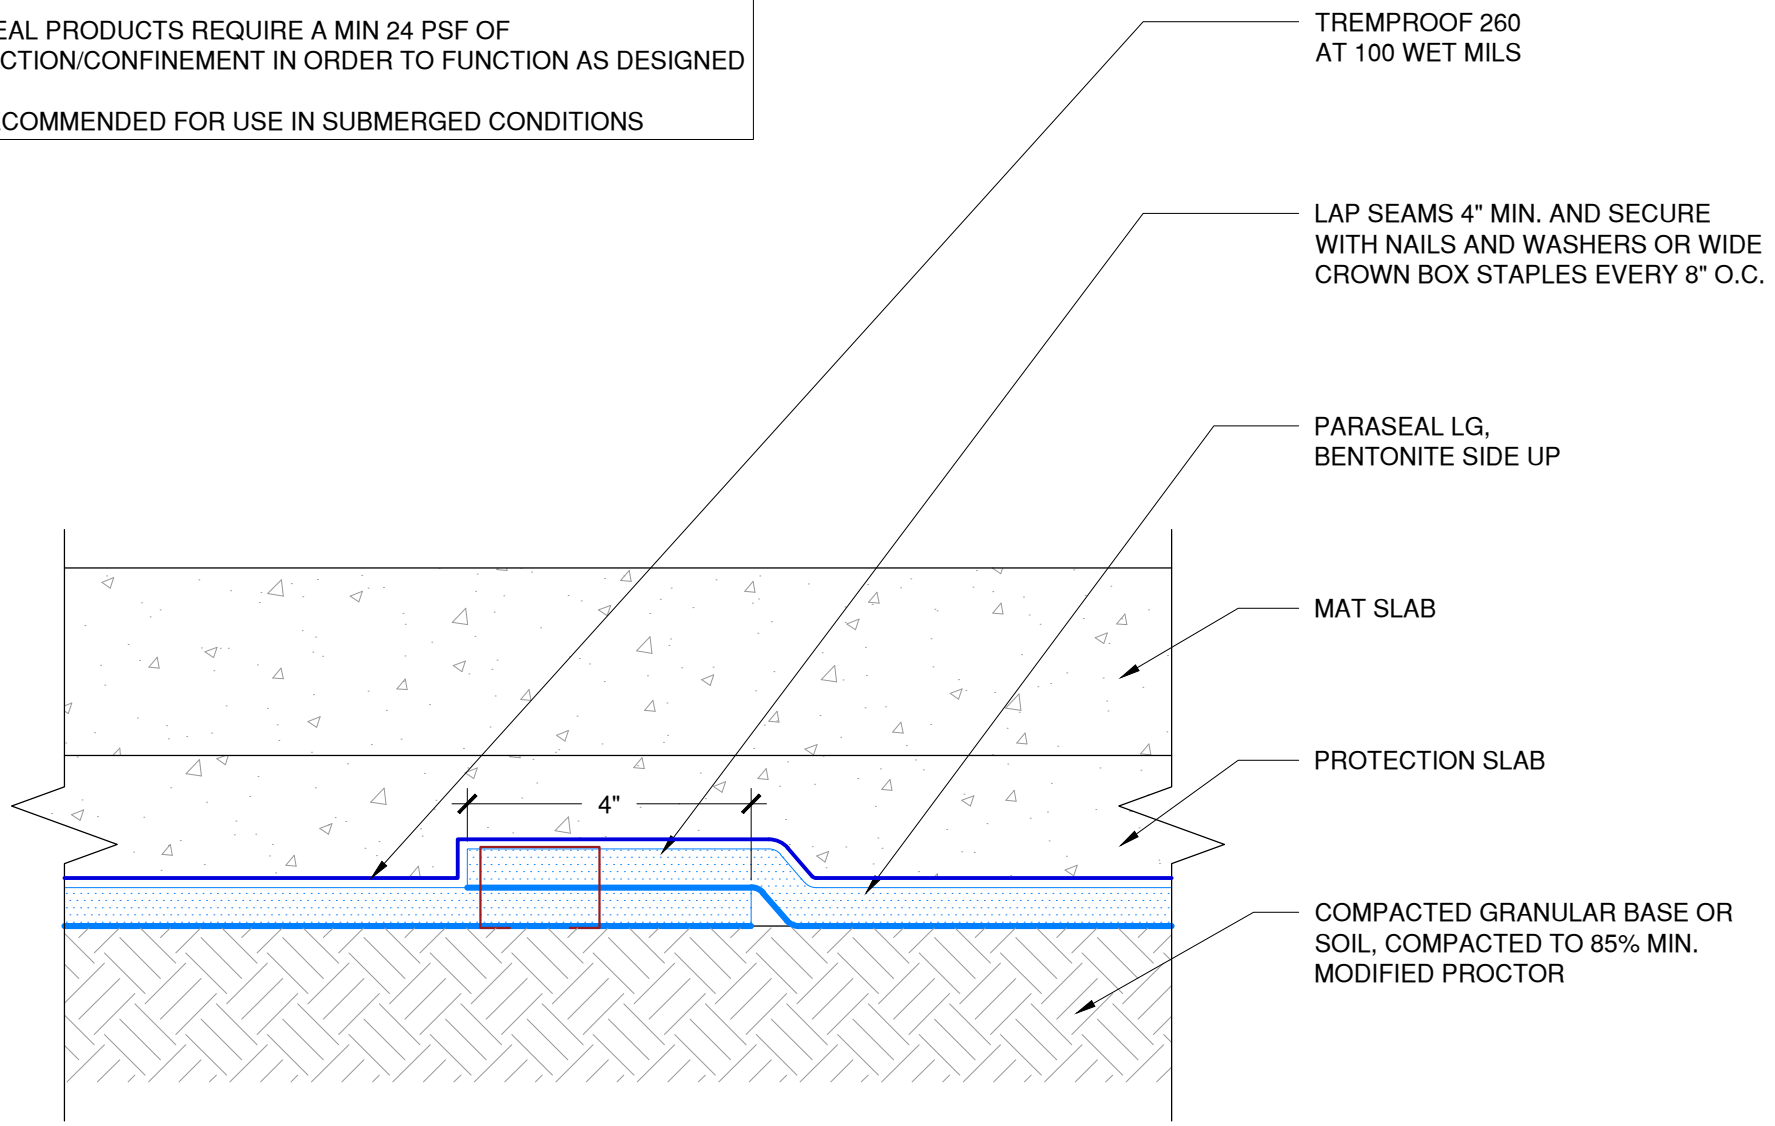 EAL PRODUCTS REQUIRE A MIN 24 PSF OF
CTION/CONFINEMENT IN ORDER TO FUNCTION AS DESIGNED
COMMENDED FOR USE IN SUBMERGED CONDITIONS
TREMPROOF 260
AT 100 WET MILS
LAP SEAMS 4" MIN. AND SECURE
WITH NAILS AND WASHERS OR WIDE
CROWN BOX STAPLES EVERY 8" O.C.
PARASEAL LG,
BENTONITE SIDE UP
MAT SLAB
PROTECTION SLAB
4"
COMPACTED GRANULAR BASE OR
SOIL, COMPACTED TO 85% MIN.
MODIFIED PROCTOR